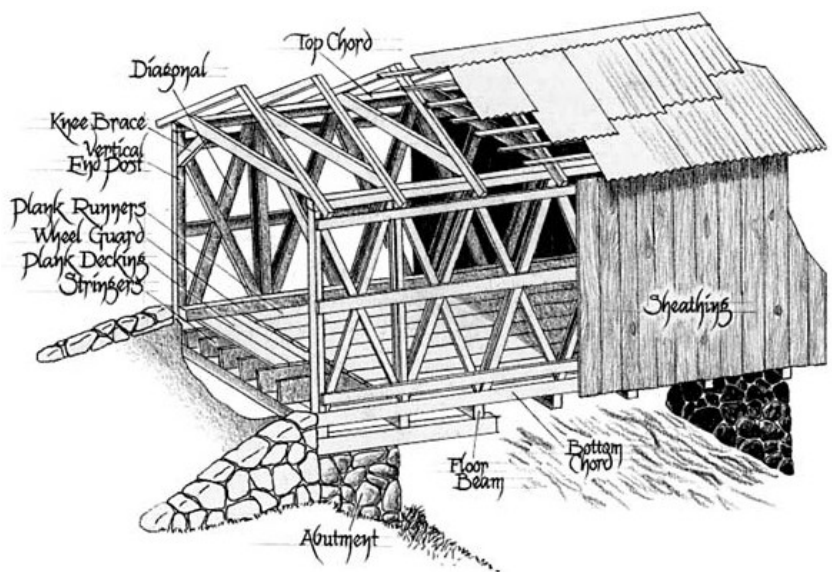 Top Chord
Diagonal
Knee Brace
Vertical
End Post
Plank Runners
Wheel Guard
Plank Decking
Stringers
Sheathing
Floor
Beam
Bottom
Chord
Abutment